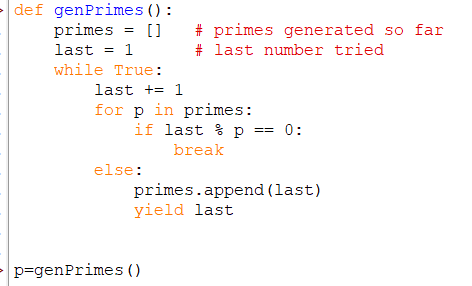 def genPrimes():
    primes = []   # primes generated so far
    last = 1      # last number tried
    while True:
        last += 1
        for p in primes:
            if last % p == 0:
                break
        else:
            primes.append(last)
            yield last
p=genPrimes()